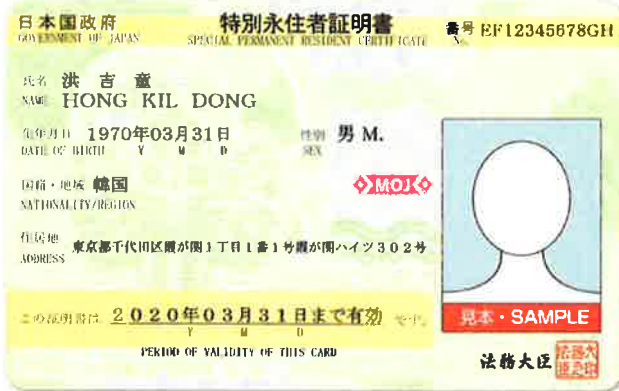 日本国政府 特別永住者証明書 番号 EF12345678GH
GOVERNMENT OF JAPAN SPECIAL PERMANENT RESIDENT CERTIFICATE No.
氏名 洪 吉 童
NAME HONG KIL DONG
生年月日 1970年03月31日 性別 男 M.
DATE OF BIRTH Y M D SEX
国籍・地域 韓国 MOJ
NATIONALITY/REGION
住居地 東京都千代田区霞が関1丁目1番1号霞が関ハイツ302号
ADDRESS
見本・SAMPLE
この証明書は 2020年03月31日まで有効 です。
Y M D
PERIOD OF VALIDITY OF THIS CARD
法務大臣